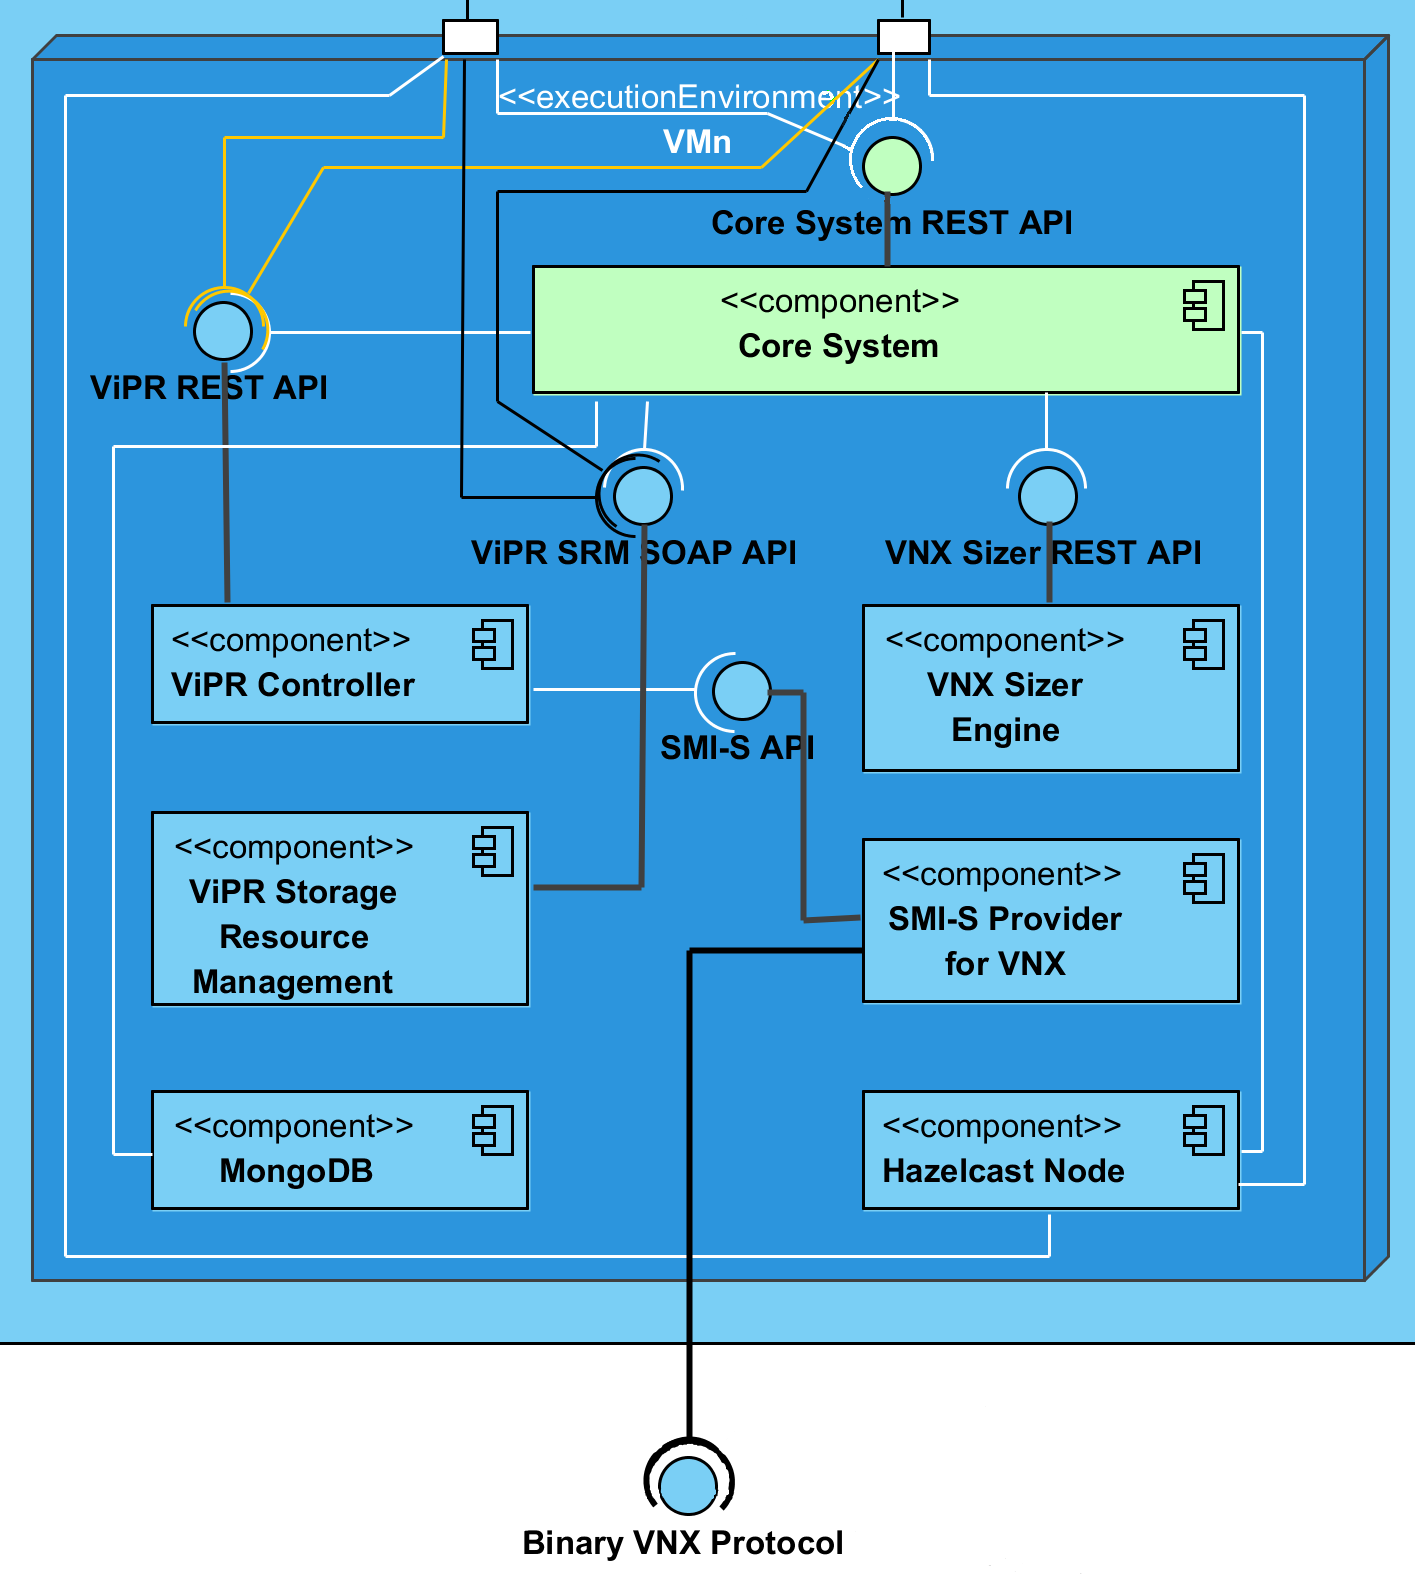 <<executionEnvironment>>
VMn
Core System REST API
<<component>>
Core System
ViPR REST API
ViPR SRM SOAP API
VNX Sizer REST API
<<component>>
ViPR Controller
<<component>>
VNX Sizer
Engine
SMI-S API
<<component>>
ViPR Storage
Resource
Management
<<component>>
SMI-S Provider
for VNX
<<component>>
MongoDB
<<component>>
Hazelcast Node
Binary VNX Protocol